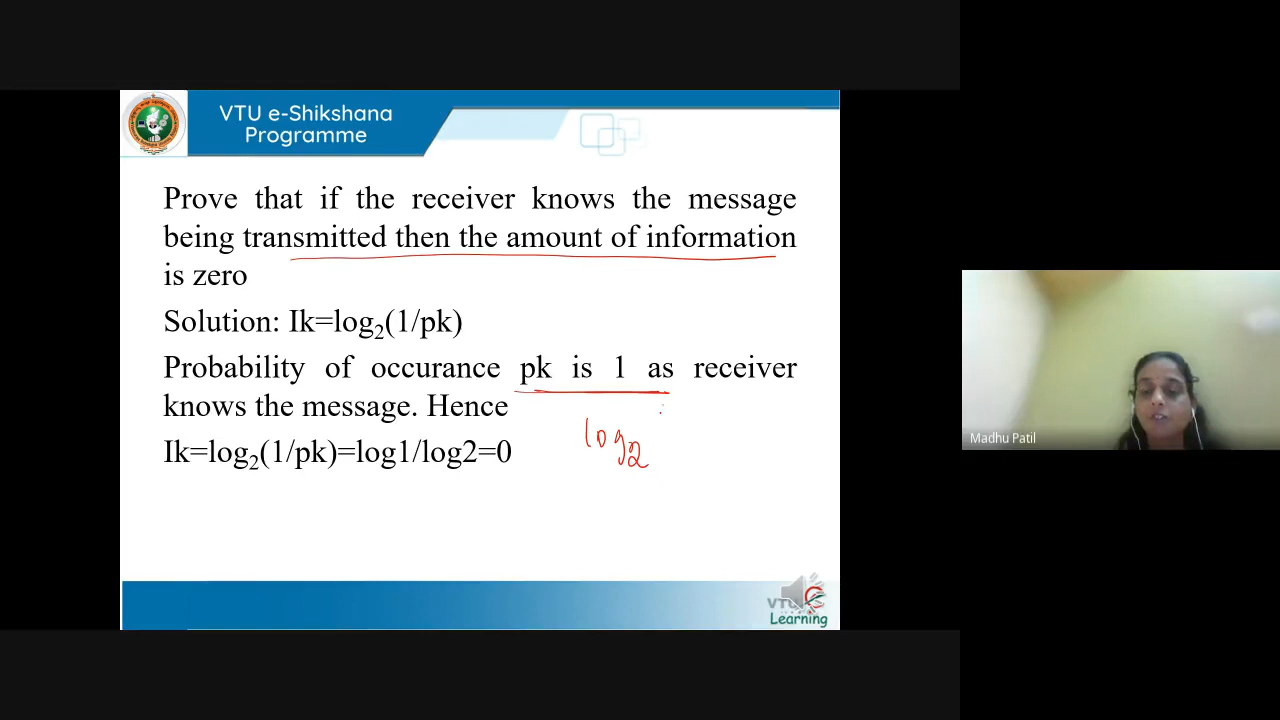 VTU e-Shikshana
Programme
Prove that if the receiver knows the message
being transmitted then the amount of information
is zero
Solution: Ik=log₂(1/pk)
Probability of occurance pk is 1 as receiver
knows the message. Hence
log₂
Ik=log₂(1/pk)=log1/log2=0
Madhu Patil
VTU
Learning